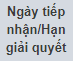 Ngày tiếp
nhận/Hạn
giải quyết